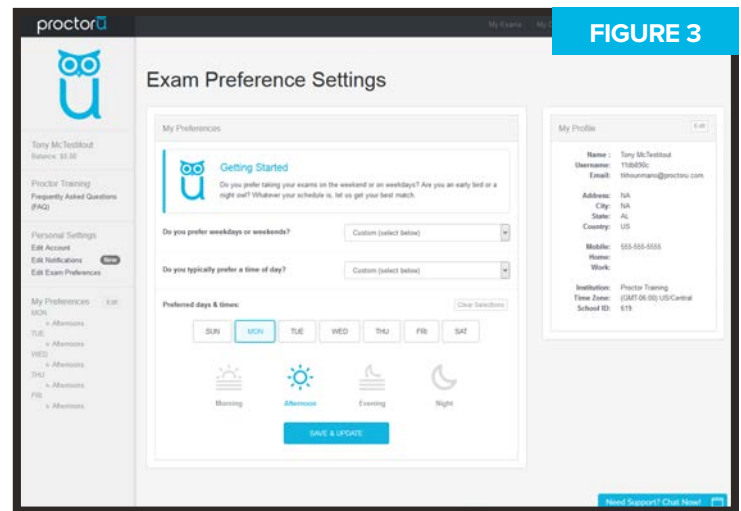 proctorU
My Exams
FIGURE 3
Exam Preference Settings
Tony McTestitout
Balance: $0.00
Proctor Training
Frequently Asked Questions
(FAQ)
Personal Settings
Edit Account
Edit Notifications New
Edit Exam Preferences
My Preferences Edit
MON
» Afternoons
TUE
» Afternoons
WED
» Afternoons
THU
» Afternoons
FRI
» Afternoons
My Preferences
Getting Started
Do you prefer taking your exams on the weekend or on weekdays? Are you an early bird or a
night owl? Whatever your schedule is, let us get your best match.
Do you prefer weekdays or weekends?
Custom (select below)
Do you typically prefer a time of day?
Custom (select below)
Preferred days & times:
Clear Selections
SUN MON TUE WED THU FRI SAT
Morning Afternoon Evening Night
SAVE & UPDATE
My Profile Edit
Name : Tony McTestitout
Username:
Email:
Address: NA
City: NA
State: AL
Country: US
Mobile: 555-555-5555
Home:
Work:
Institution: Proctor Training
Time Zone: (GMT-06:00) US/Central
School ID: 619
Need Support? Chat Now!